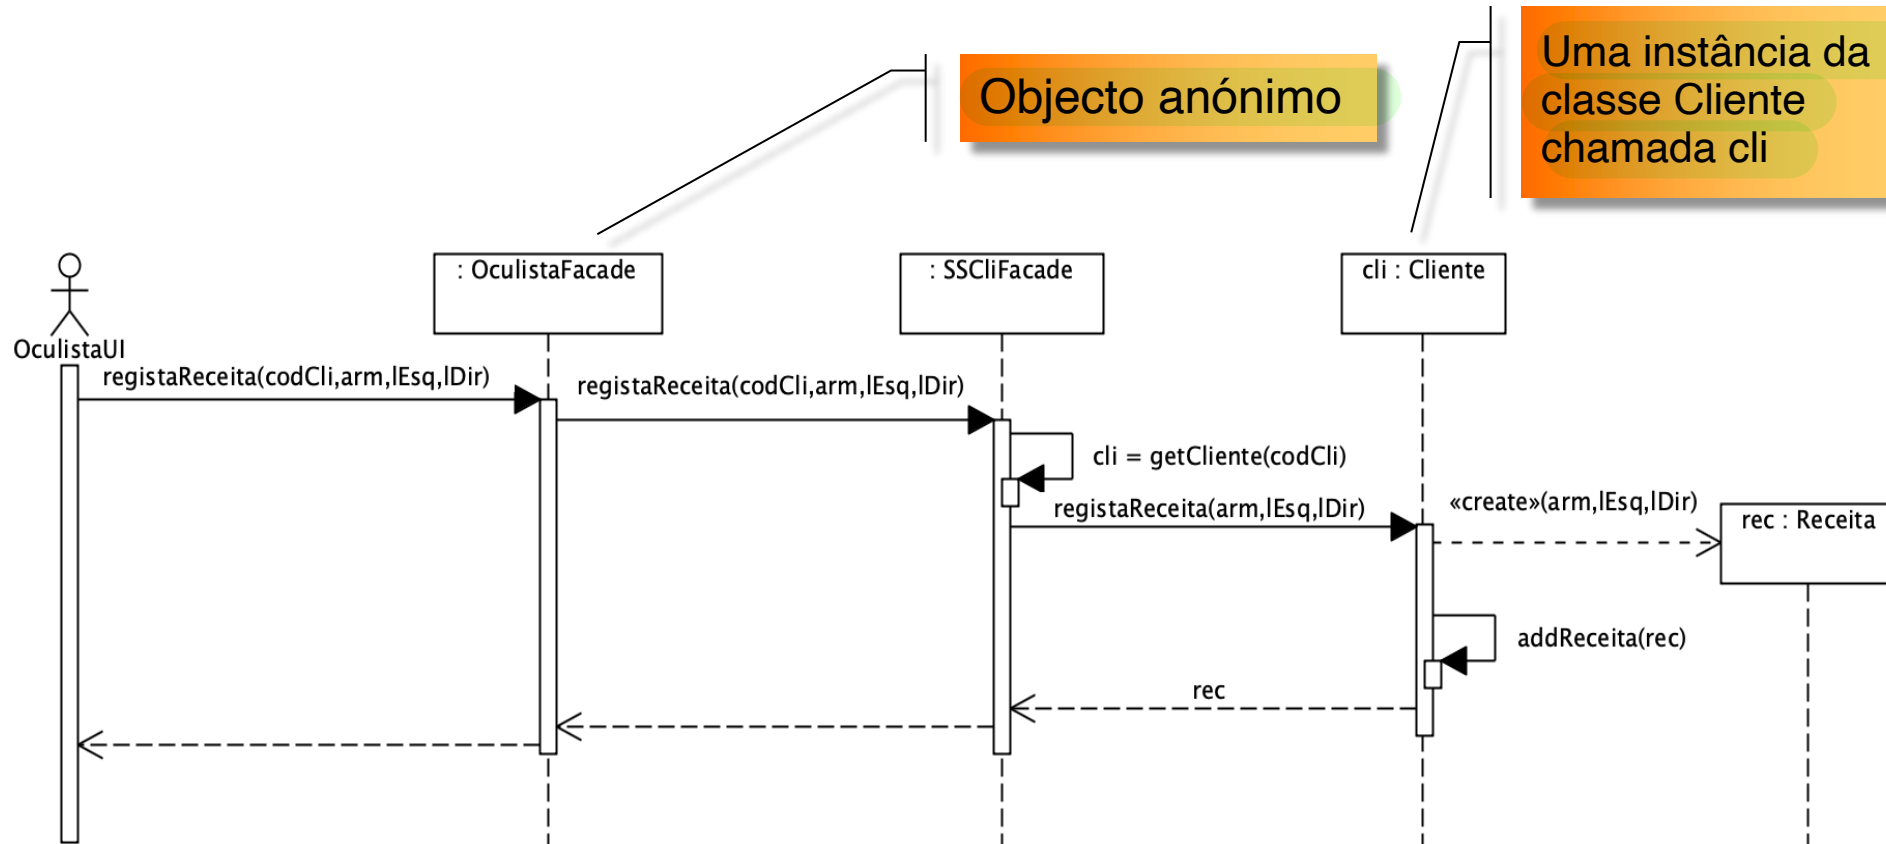 Objecto anónimo
Uma instância da
classe Cliente
chamada cli
: OculistaFacade
: SSCliFacade
cli : Cliente
OculistaUI
registaReceita(codCli,arm,lEsq,lDir)
registaReceita(codCli,arm,lEsq,lDir)
cli = getCliente(codCli)
registaReceita(arm,lEsq,lDir)
«create»(arm,lEsq,lDir)
rec : Receita
addReceita(rec)
rec